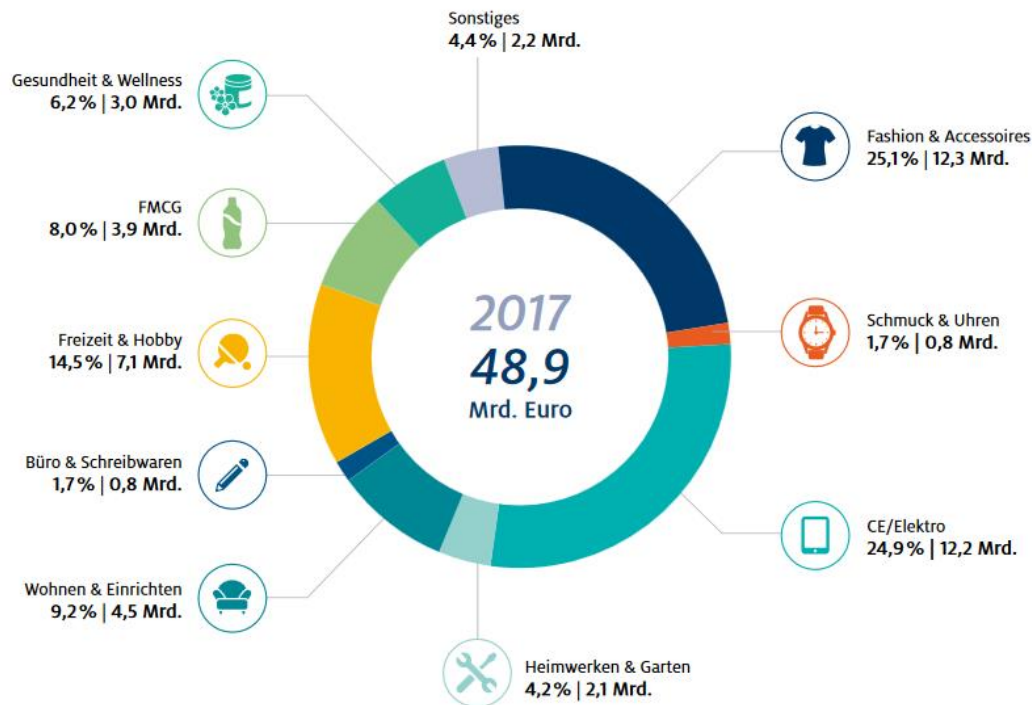 Sonstiges
4,4% | 2,2 Mrd.
Gesundheit & Wellness
6,2% | 3,0 Mrd.
Fashion & Accessoires
25,1% | 12,3 Mrd.
FMCG
8,0% | 3,9 Mrd.
2017
48,9
Mrd. Euro
Schmuck & Uhren
1,7% | 0,8 Mrd.
Freizeit & Hobby
14,5% | 7,1 Mrd.
Büro & Schreibwaren
1,7% | 0,8 Mrd.
CE/Elektro
24,9% | 12,2 Mrd.
Wohnen & Einrichten
9,2% | 4,5 Mrd.
Heimwerken & Garten
4,2% | 2,1 Mrd.